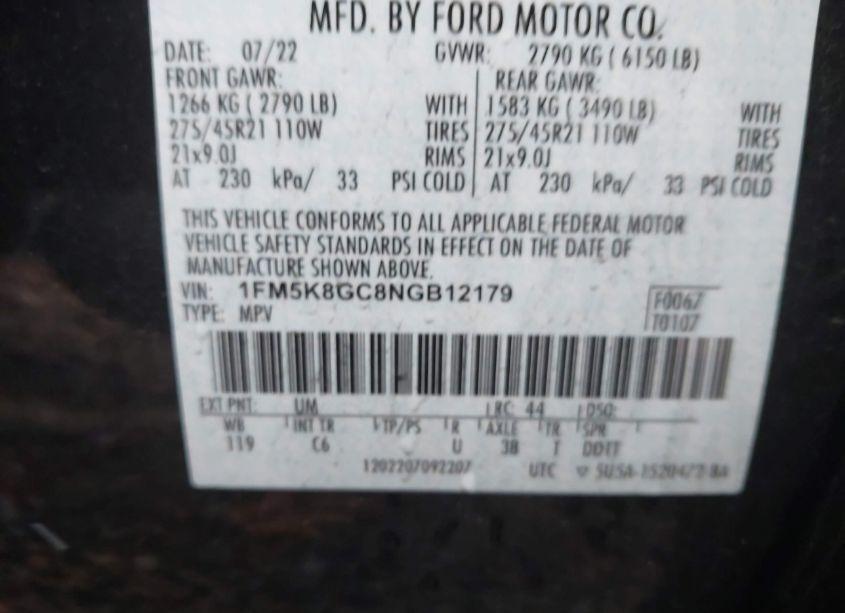 MFD. BY FORD MOTOR CO.
DATE: 07/22 GVWR: 2790 KG ( 6150 LB)
FRONT GAWR: REAR GAWR:
1266 KG ( 2790 LB) WITH 1583 KG ( 3490 LB) WITH
275/45R21 110W TIRES 275/45R21 110W TIRES
21x9.0J RIMS 21x9.0J RIMS
AT 230 kPa/ 33 PSI COLD AT 230 kPa/ 33 PSI COLD
THIS VEHICLE CONFORMS TO ALL APPLICABLE FEDERAL MOTOR
VEHICLE SAFETY STANDARDS IN EFFECT ON THE DATE OF
MANUFACTURE SHOWN ABOVE.
VIN: 1FM5K8GC8NGB12179 F0067
TYPE: MPV T0107
EXT PNT: UM RC: 44 DSO:
WB INT TR TP/PS R AXLE TR SPR
119 C6 U 38 T DDTT
1202207092207 UTC